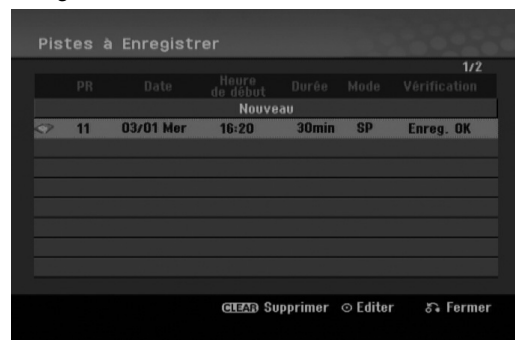 Pistes à Enregistrer
1/2
PR Date Heure de début Durée Mode Vérification
Nouveau
11 03/01 Mer 16:20 30min SP Enreg. OK
CLEAR Supprimer Editer Fermer